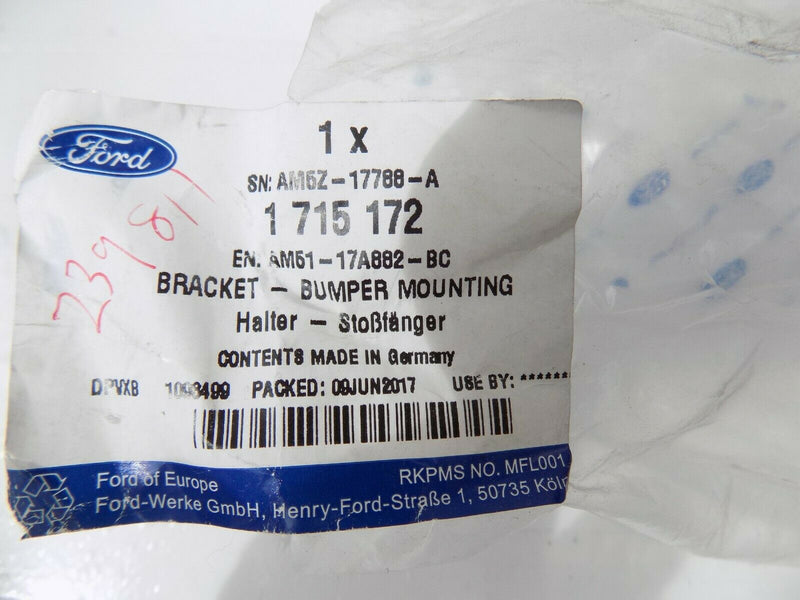 Ford
1 x
SN: AM5Z-17788-A
1 715 172
EN. AM51-17A882-BC
BRACKET - BUMPER MOUNTING
Halter - Stoßfänger
CONTENTS MADE IN Germany
DPVXB 1093499 PACKED: 09JUN2017 USE BY: ******
Ford of Europe RKPMS NO. MFL001
Ford-Werke GmbH, Henry-Ford-Straße 1, 50735 Köln